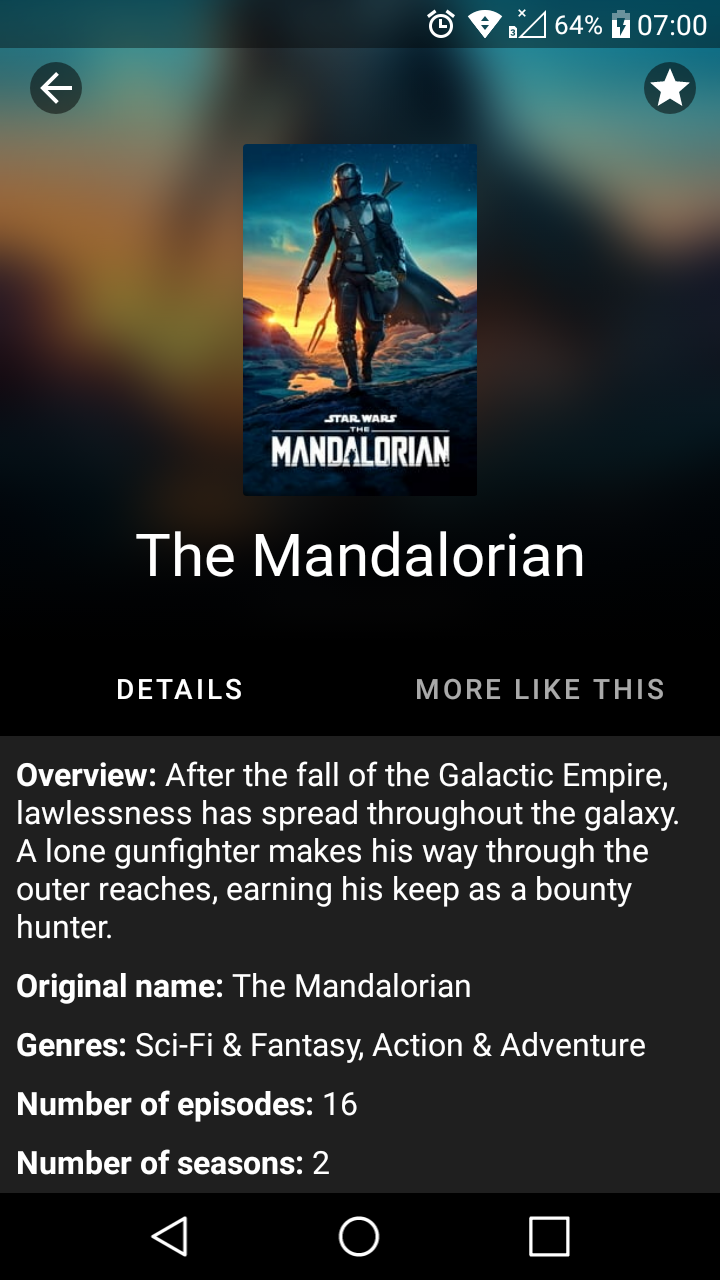 64% 07:00
STAR WARS
THE
MANDALORIAN
The Mandalorian
DETAILS
MORE LIKE THIS
Overview: After the fall of the Galactic Empire,
lawlessness has spread throughout the galaxy.
A lone gunfighter makes his way through the
outer reaches, earning his keep as a bounty
hunter.
Original name: The Mandalorian
Genres: Sci-Fi & Fantasy, Action & Adventure
Number of episodes: 16
Number of seasons: 2